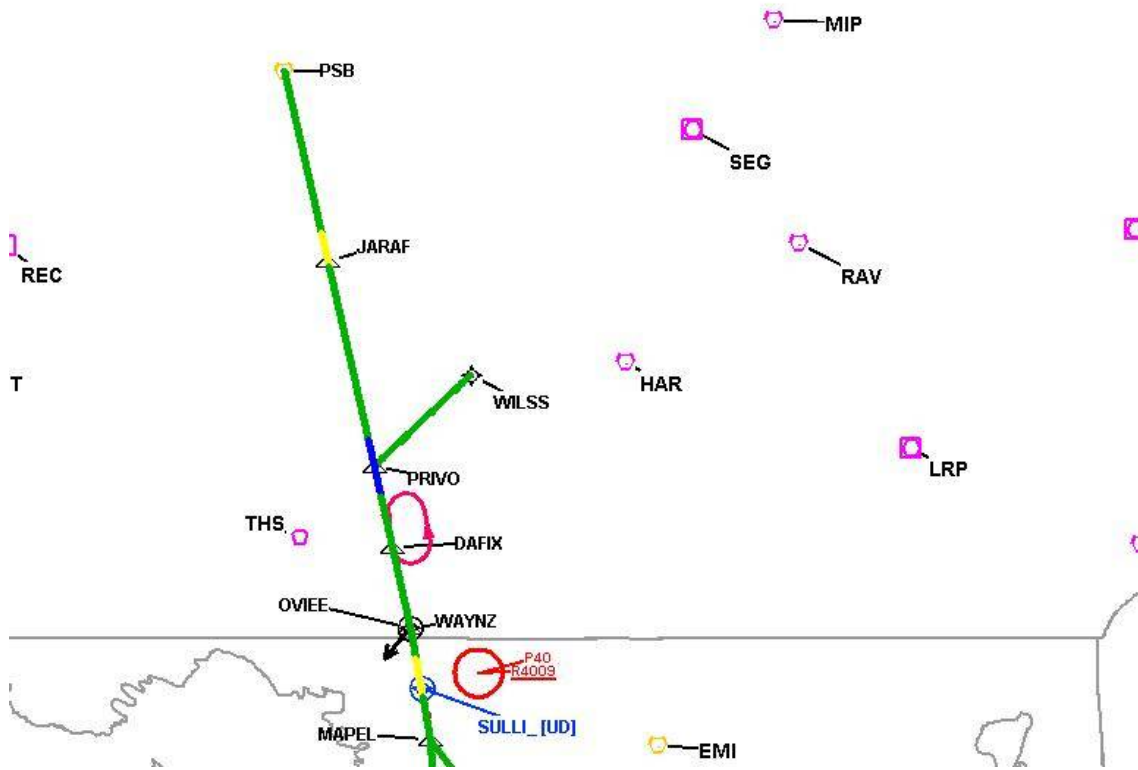 MIP
PSB
SEG
JARAF
REC
RAV
T
WILSS
HAR
PRIVO
LRP
THS
DAFIX
OVIEE
WAYNZ
P40
R4009
SULLI_[UD]
MAPEL
EMI